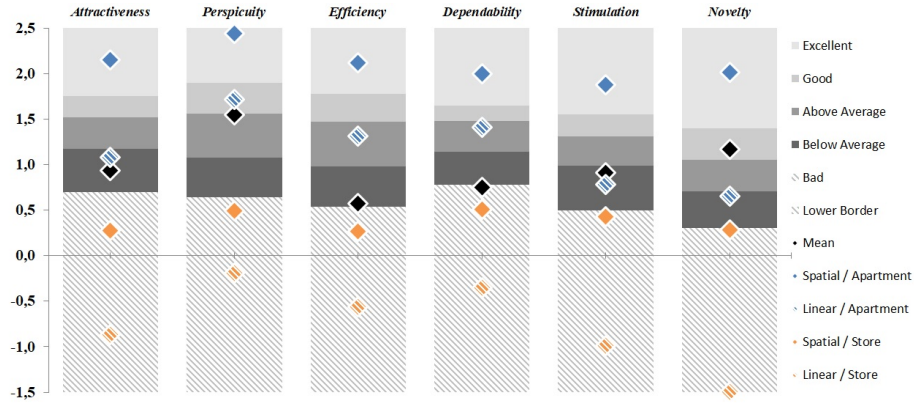 Attractiveness Perspicuity Efficiency Dependability Stimulation Novelty
2,5
2,0
1,5
1,0
0,5
0,0
-0,5
-1,0
-1,5
Excellent
Good
Above Average
Below Average
Bad
Lower Border
Mean
Spatial / Apartment
Linear / Apartment
Spatial / Store
Linear / Store